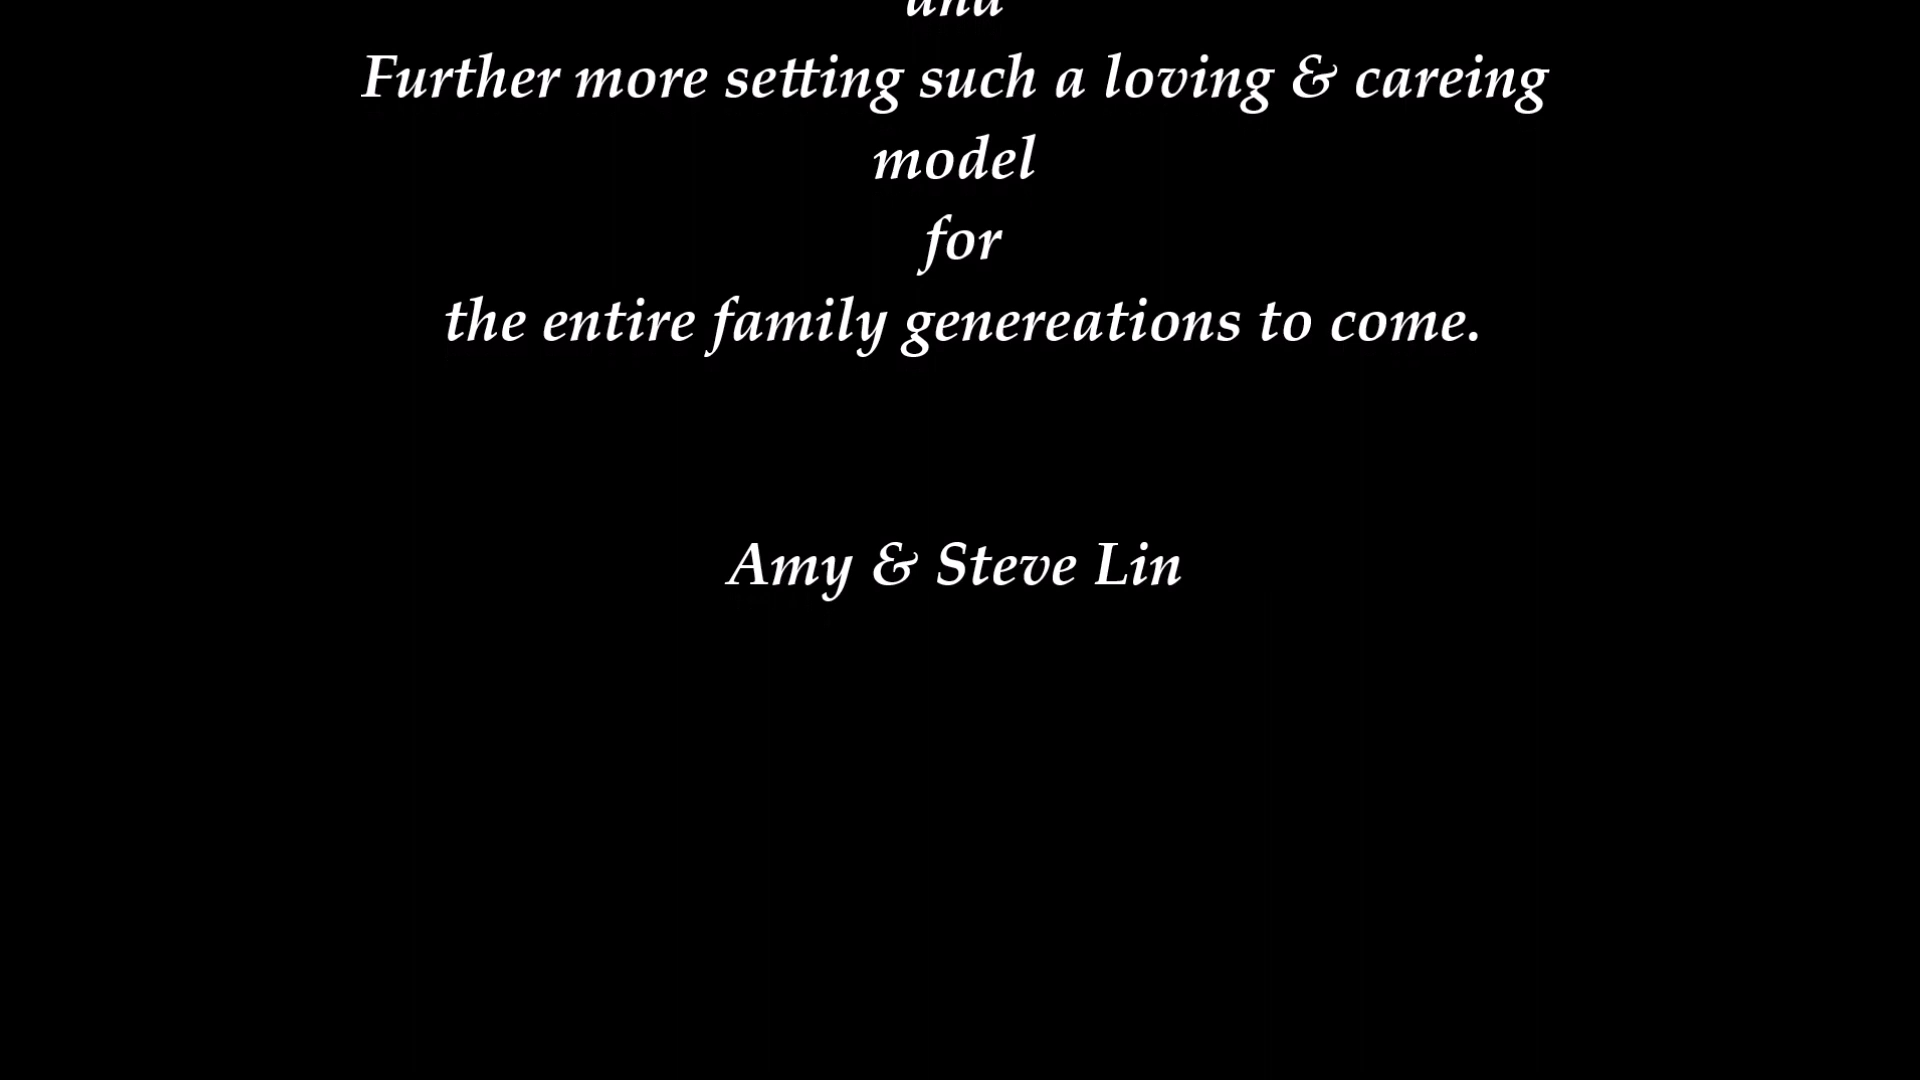 and
Further more setting such a loving & careing
model
for
the entire family genereations to come.
Amy & Steve Lin